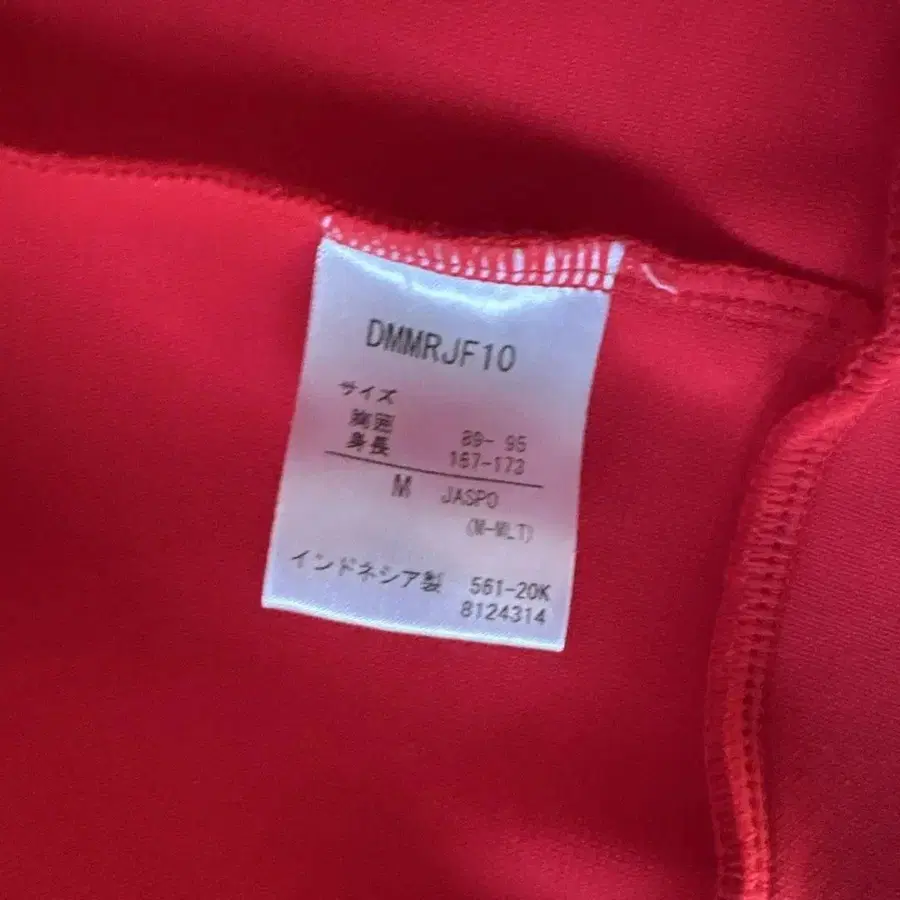 DMMRJF10
サイズ
胸囲 89- 95
身長 167-173
M JASPO
(M-MLT)
インドネシア製 561-20K
8124314